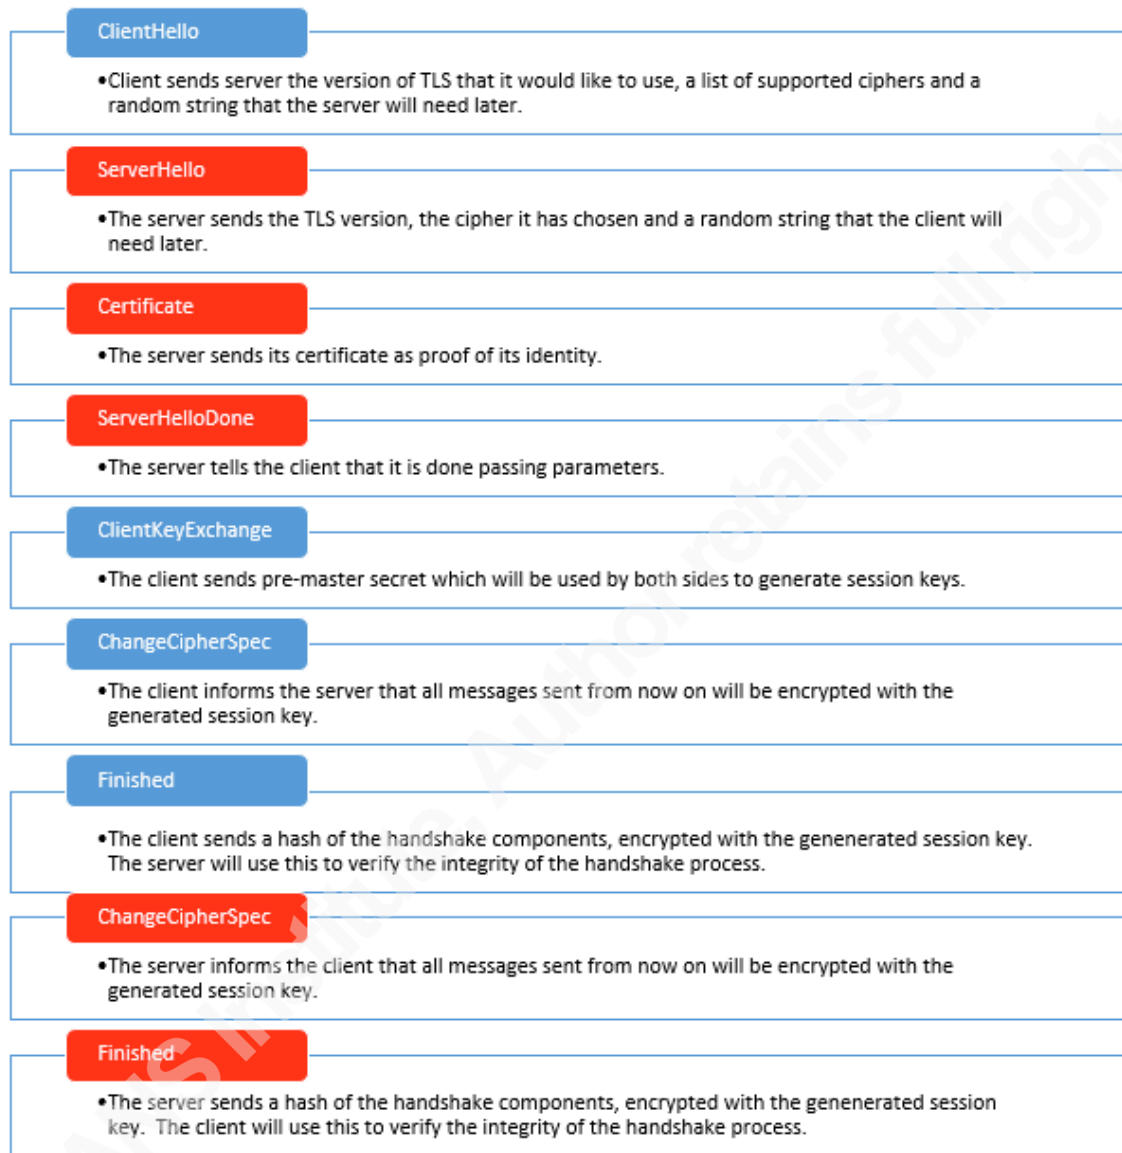 ClientHello
•Client sends server the version of TLS that it would like to use, a list of supported ciphers and a
random string that the server will need later.
ServerHello
•The server sends the TLS version, the cipher it has chosen and a random string that the client will
need later.
Certificate
•The server sends its certificate as proof of its identity.
ServerHelloDone
•The server tells the client that it is done passing parameters.
ClientKeyExchange
•The client sends pre-master secret which will be used by both sides to generate session keys.
ChangeCipherSpec
•The client informs the server that all messages sent from now on will be encrypted with the
generated session key.
Finished
•The client sends a hash of the handshake components, encrypted with the genenerated session key.
The server will use this to verify the integrity of the handshake process.
ChangeCipherSpec
•The server informs the client that all messages sent from now on will be encrypted with the
generated session key.
Finished
•The server sends a hash of the handshake components, encrypted with the genenerated session
key.  The client will use this to verify the integrity of the handshake process.
Author retains full right